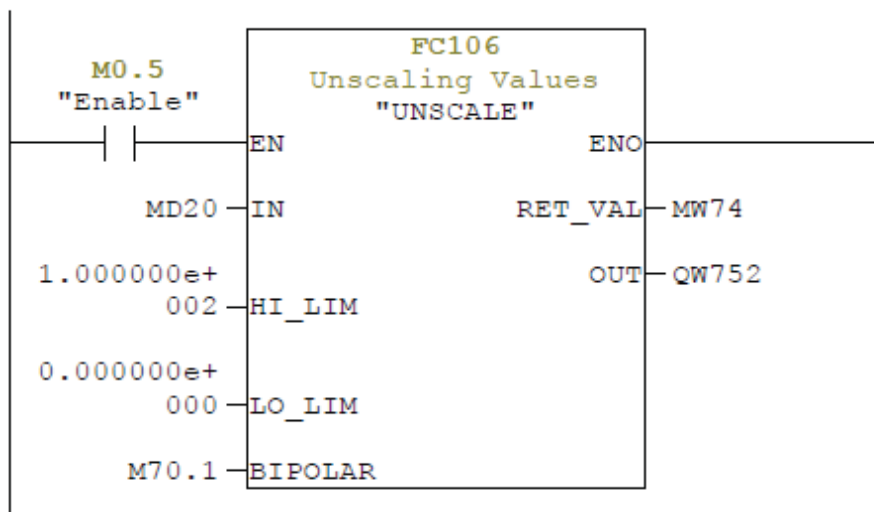 FC106
Unscaling Values
"UNSCALE"
M0.5
"Enable"
EN
ENO
MD20
IN
RET_VAL
MW74
1.000000e+
002
HI_LIM
OUT
QW752
0.000000e+
000
LO_LIM
M70.1
BIPOLAR